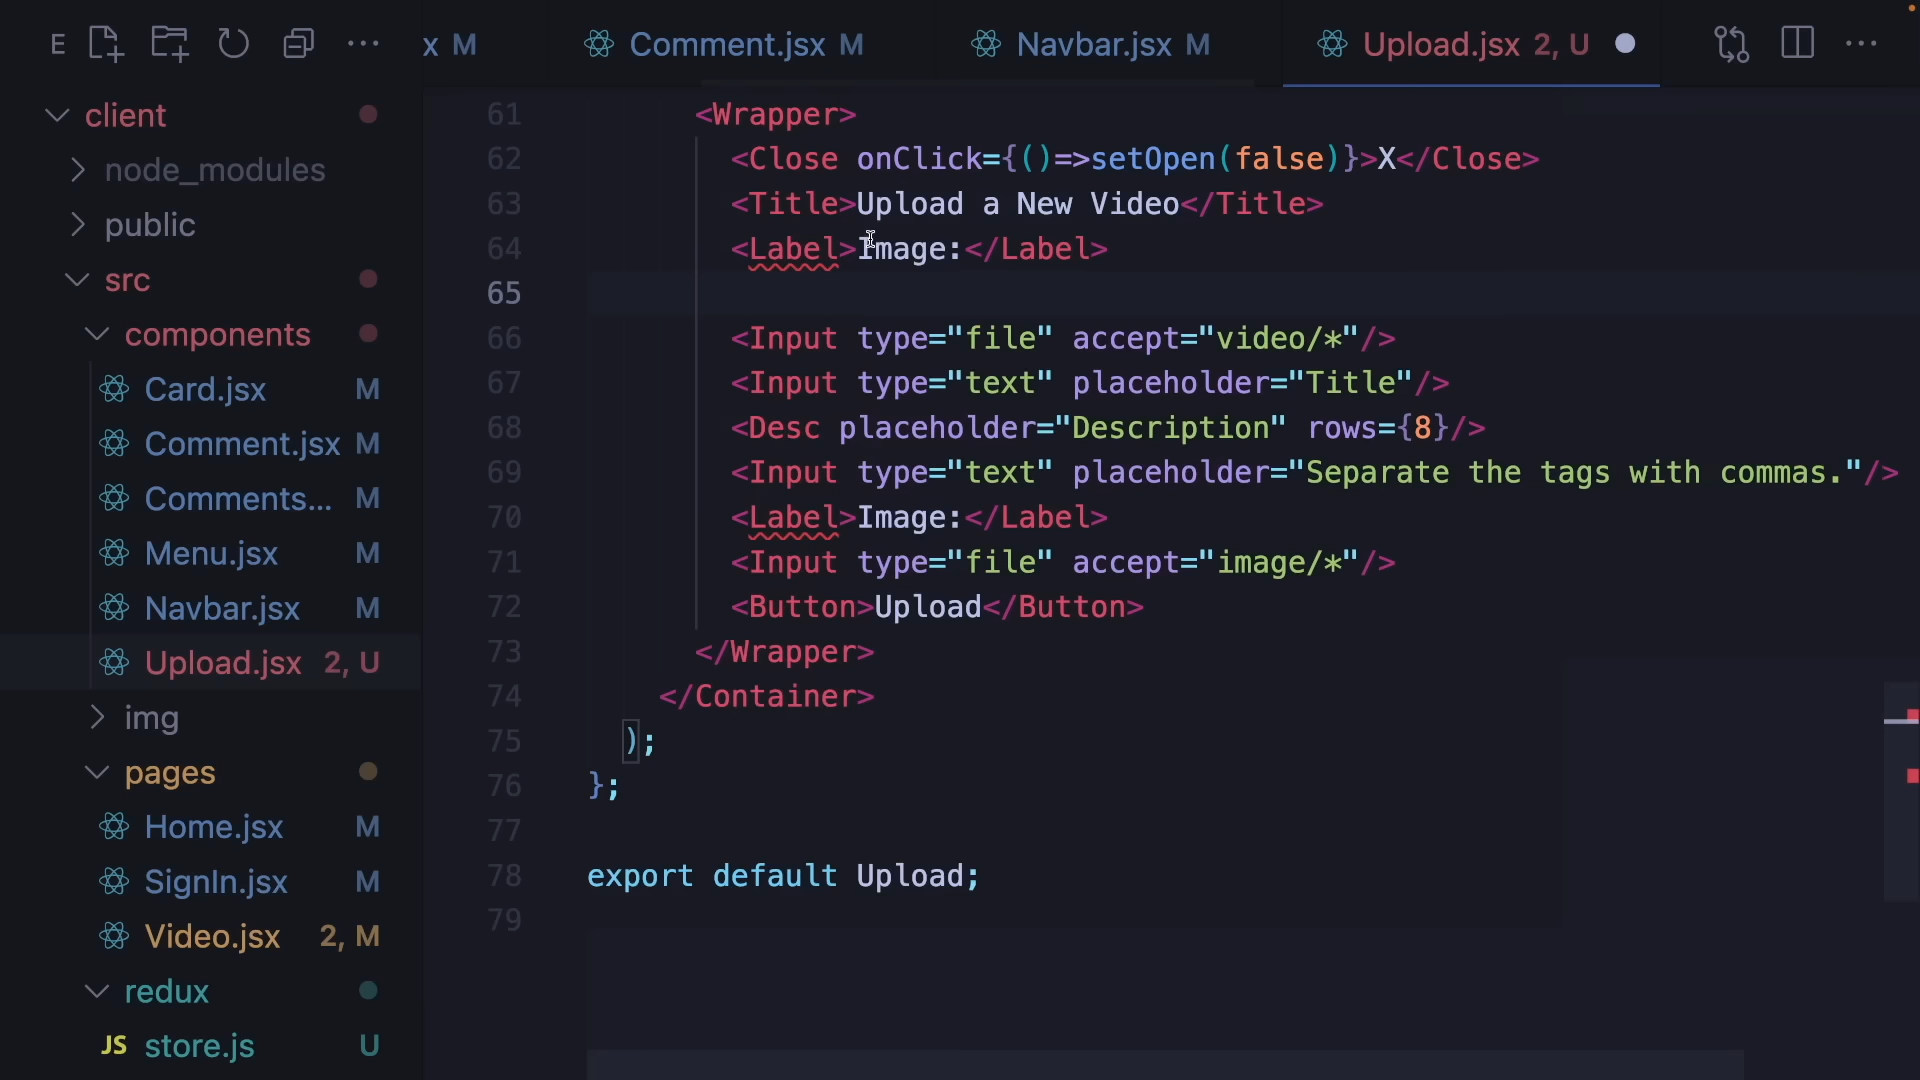 E
x M
Comment.jsx M
Navbar.jsx M
Upload.jsx 2, U
client
node_modules
public
src
components
Card.jsx M
Comment.jsx M
Comments... M
Menu.jsx M
Navbar.jsx M
Upload.jsx 2, U
img
pages
Home.jsx M
SignIn.jsx M
Video.jsx 2, M
redux
JS store.js U
61 <Wrapper>
62 <Close onClick={()=>setOpen(false)}>X</Close>
63 <Title>Upload a New Video</Title>
64 <Label>Image:</Label>
65
66 <Input type="file" accept="video/*"/>
67 <Input type="text" placeholder="Title"/>
68 <Desc placeholder="Description" rows={8}/>
69 <Input type="text" placeholder="Separate the tags with commas."/>
70 <Label>Image:</Label>
71 <Input type="file" accept="image/*"/>
72 <Button>Upload</Button>
73 </Wrapper>
74 </Container>
75 );
76 };
77
78 export default Upload;
79